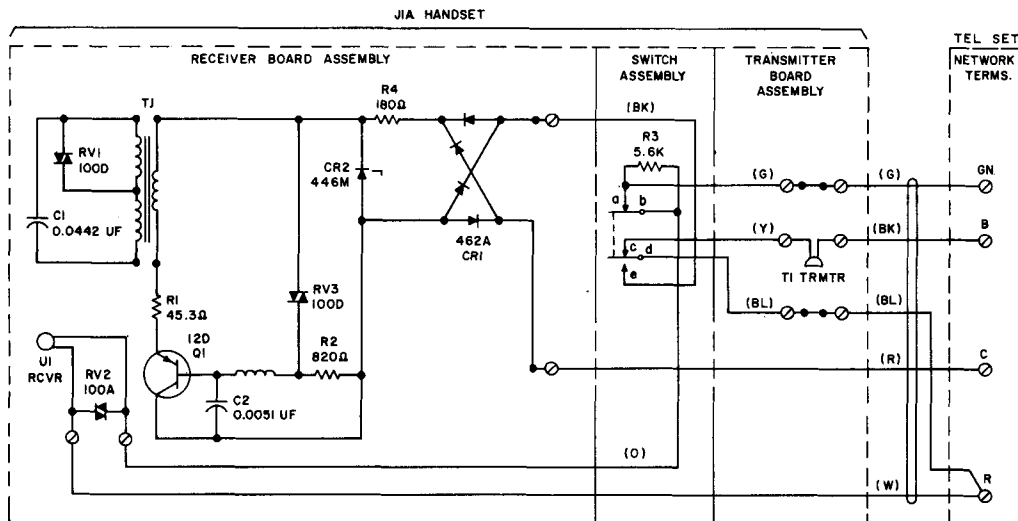 JIA HANDSET
RECEIVER BOARD ASSEMBLY
SWITCH
ASSEMBLY
TRANSMITTER
BOARD
ASSEMBLY
TEL SET
NETWORK
TERMS.
TJ
RV1
100D
C1
0.0442 UF
R4
180Ω
CR2
446M
462A
CR1
(BK)
R3
5.6K
a
b
c
d
e
(G)
(G)
GN
(Y)
(BK)
B
T1 TRMTR
(BL)
(BL)
R1
45.3Ω
RV3
100D
12D
Q1
R2
820Ω
C2
0.0051 UF
U1
RCVR
RV2
100A
(R)
C
(O)
(W)
R